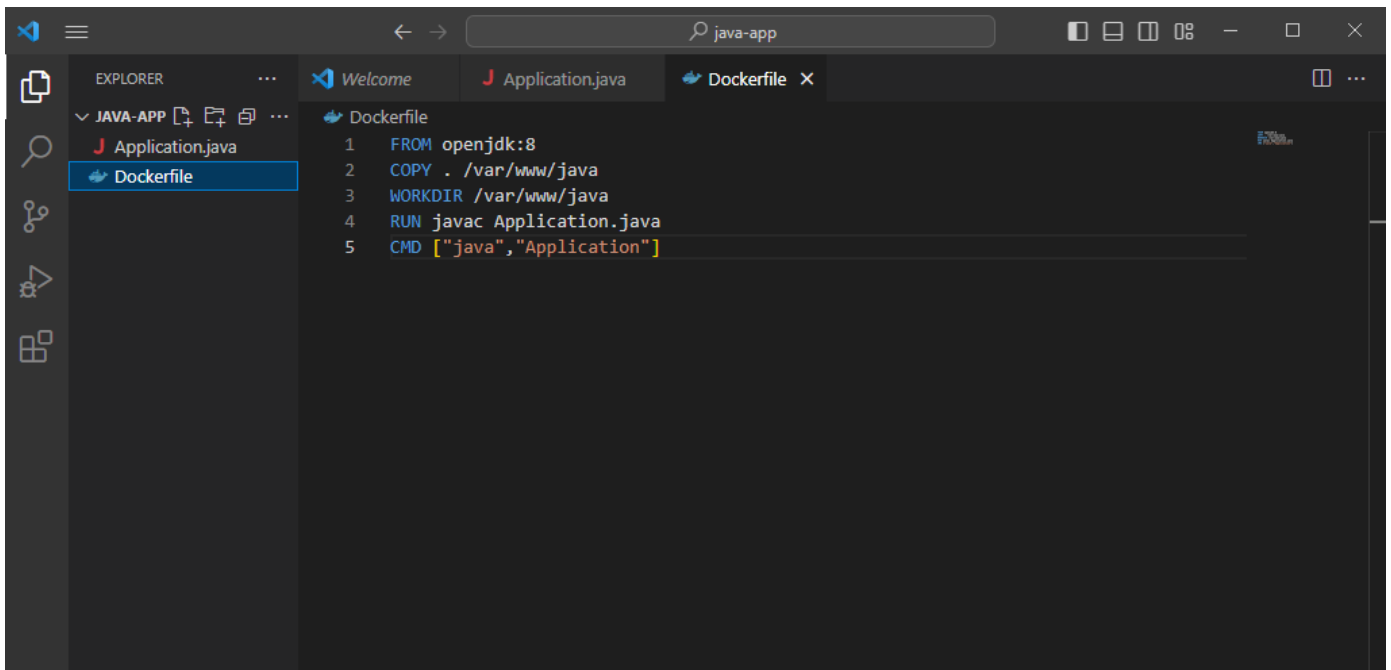 java-app
EXPLORER
Welcome
J Application.java
Dockerfile
JAVA-APP
J Application.java
Dockerfile
Dockerfile
1 FROM openjdk:8
2 COPY . /var/www/java
3 WORKDIR /var/www/java
4 RUN javac Application.java
5 CMD ["java","Application"]